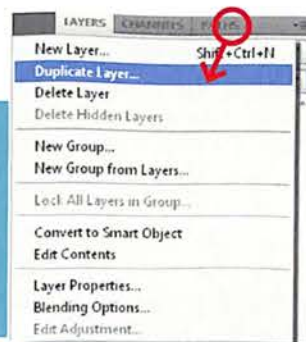 LAYERS CHANNELS PATHS
New Layer... Shift+Ctrl+N
Duplicate Layer...
Delete Layer
Delete Hidden Layers
New Group...
New Group from Layers...
Lock All Layers in Group...
Convert to Smart Object
Edit Contents
Layer Properties...
Blending Options...
Edit Adjustment...